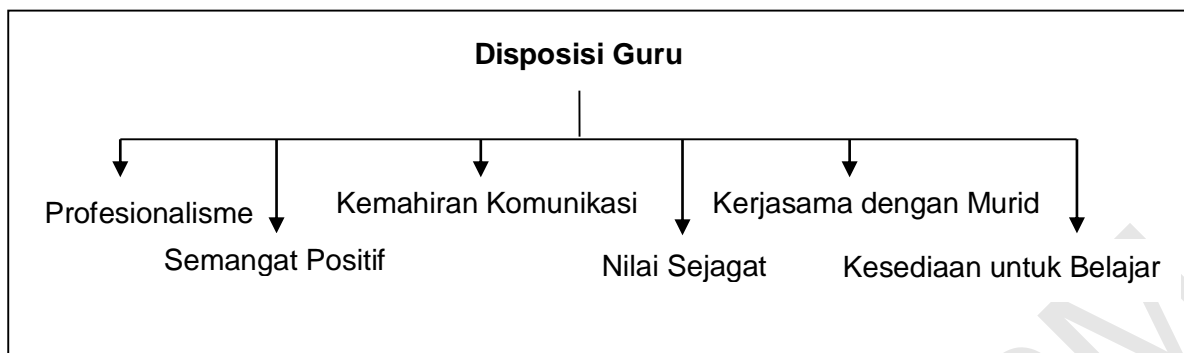 Disposisi Guru
Profesionalisme
Kemahiran Komunikasi
Kerjasama dengan Murid
Semangat Positif
Nilai Sejagat
Kesediaan untuk Belajar